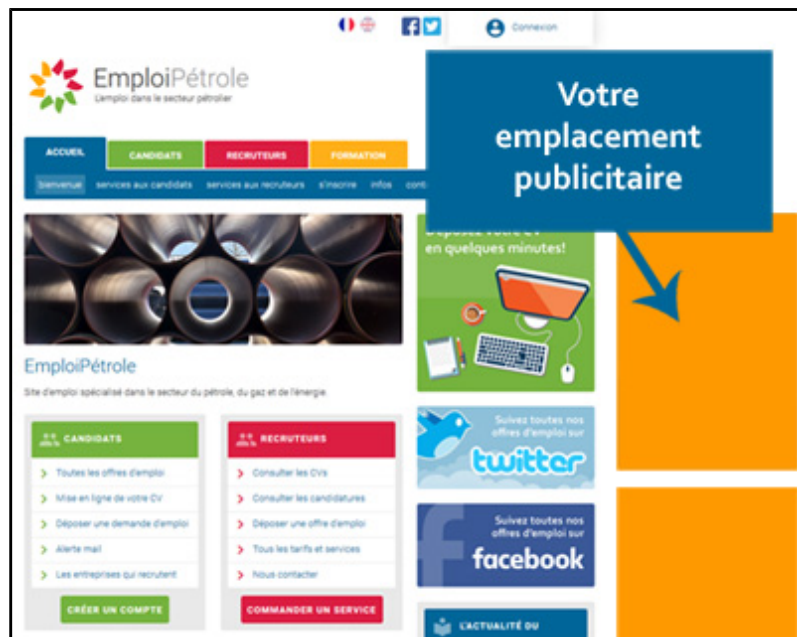 Connexion
EmploiPétrole
L'emploi dans le secteur pétrolier
Votre
emplacement
publicitaire
ACCUEIL
CANDIDATS
RECRUTEURS
FORMATION
bienvenue
services aux candidats
services aux recruteurs
s'inscrire
infos
cont
Déposez votre CV
en quelques minutes!
EmploiPétrole
Site d'emploi spécialisé dans le secteur du pétrole, du gaz et de l'énergie.
CANDIDATS
Toutes les offres d'emploi
Mise en ligne de votre CV
Déposer une demande d'emploi
Alerte mail
Les entreprises qui recrutent
CRÉER UN COMPTE
RECRUTEURS
Consulter les CVs
Consulter les candidatures
Déposer une offre d'emploi
Tous les tarifs et services
Nous contacter
COMMANDER UN SERVICE
Suivez toutes nos
offres d'emploi sur
twitter
Suivez toutes nos
offres d'emploi sur
facebook
L'ACTUALITÉ DU